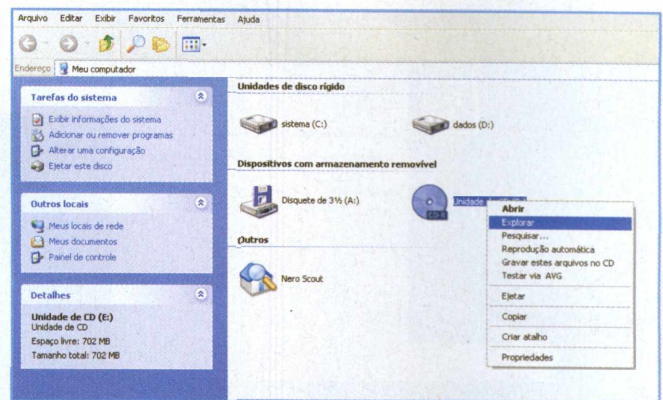 Arquivo Editar Exibir Favoritos Ferramentas Ajuda
Endereço Meu computador
Tarefas do sistema
Exibir informações do sistema
Adicionar ou remover programas
Alterar uma configuração
Ejetar este disco
Outros locais
Meus locais de rede
Meus documentos
Painel de controle
Detalhes
Unidade de CD (E:)
Unidade de CD
Espaço livre: 702 MB
Tamanho total: 702 MB
Unidades de disco rígido
sistema (C:)
dados (D:)
Dispositivos com armazenamento removível
Disquete de 3½ (A:)
Unidade
Outros
Nero Scout
Abrir
Explorar
Pesquisar...
Reprodução automática
Gravar estes arquivos no CD
Testar via AVG
Ejetar
Copiar
Criar atalho
Propriedades